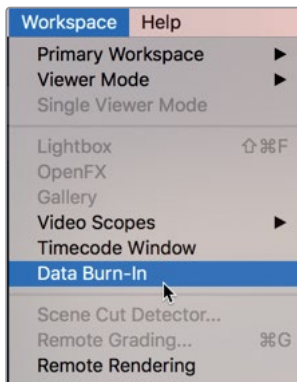 Workspace Help
Primary Workspace ▶
Viewer Mode ▶
Single Viewer Mode
Lightbox ⇧⌘F
OpenFX
Gallery
Video Scopes ▶
Timecode Window
Data Burn-In
Scene Cut Detector...
Remote Grading... ⌘G
Remote Rendering